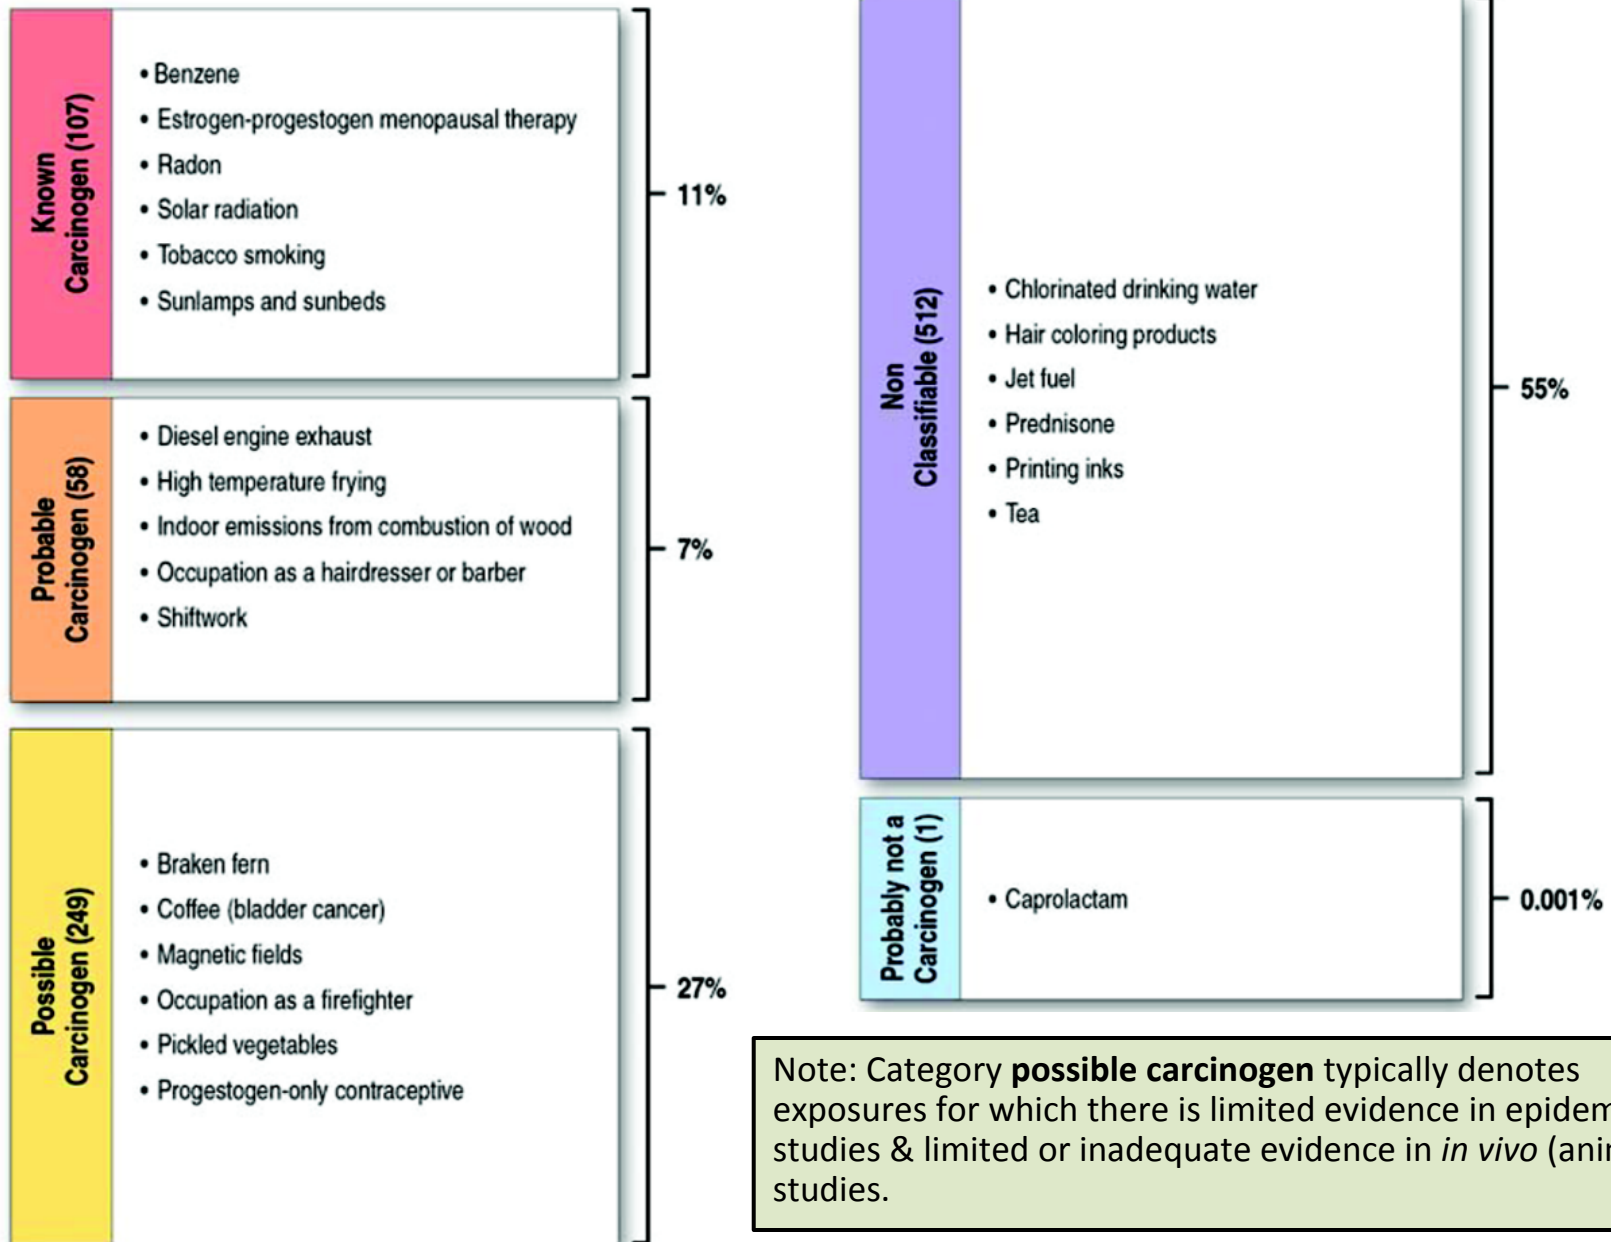 Known
Carcinogen (107)
• Benzene
• Estrogen-progestogen menopausal therapy
• Radon
• Solar radiation
• Tobacco smoking
• Sunlamps and sunbeds
11%
Probable
Carcinogen (58)
• Diesel engine exhaust
• High temperature frying
• Indoor emissions from combustion of wood
• Occupation as a hairdresser or barber
• Shiftwork
7%
Possible
Carcinogen (249)
• Braken fern
• Coffee (bladder cancer)
• Magnetic fields
• Occupation as a firefighter
• Pickled vegetables
• Progestogen-only contraceptive
27%
Non
Classifiable (512)
• Chlorinated drinking water
• Hair coloring products
• Jet fuel
• Prednisone
• Printing inks
• Tea
55%
Probably not a
Carcinogen (1)
• Caprolactam
0.001%
Note: Category possible carcinogen typically denotes
exposures for which there is limited evidence in
studies & limited or inadequate evidence in in vivo
studies.